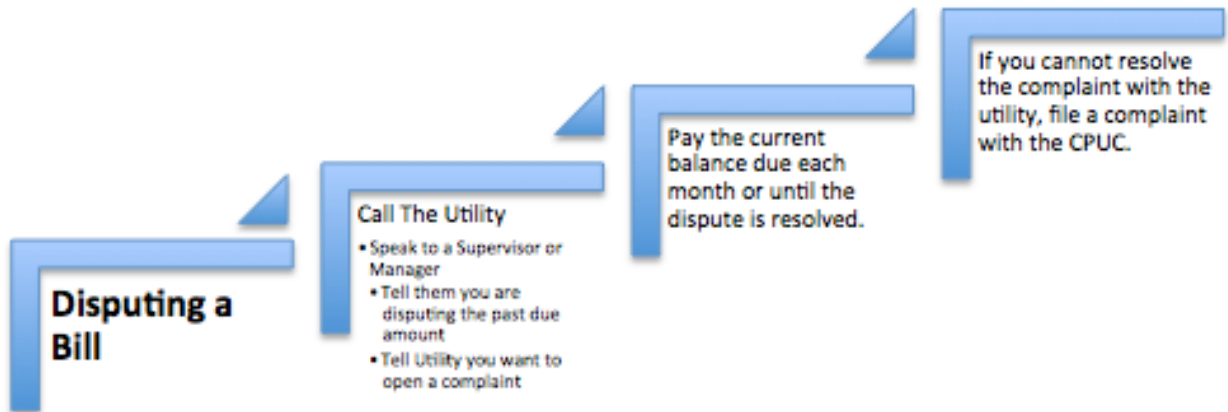 Disputing a
Bill
Call The Utility
• Speak to a Supervisor or
Manager
• Tell them you are
disputing the past due
amount
• Tell Utility you want to
open a complaint
Pay the current
balance due each
month or until the
dispute is resolved.
If you cannot resolve
the complaint with the
utility, file a complaint
with the CPUC.